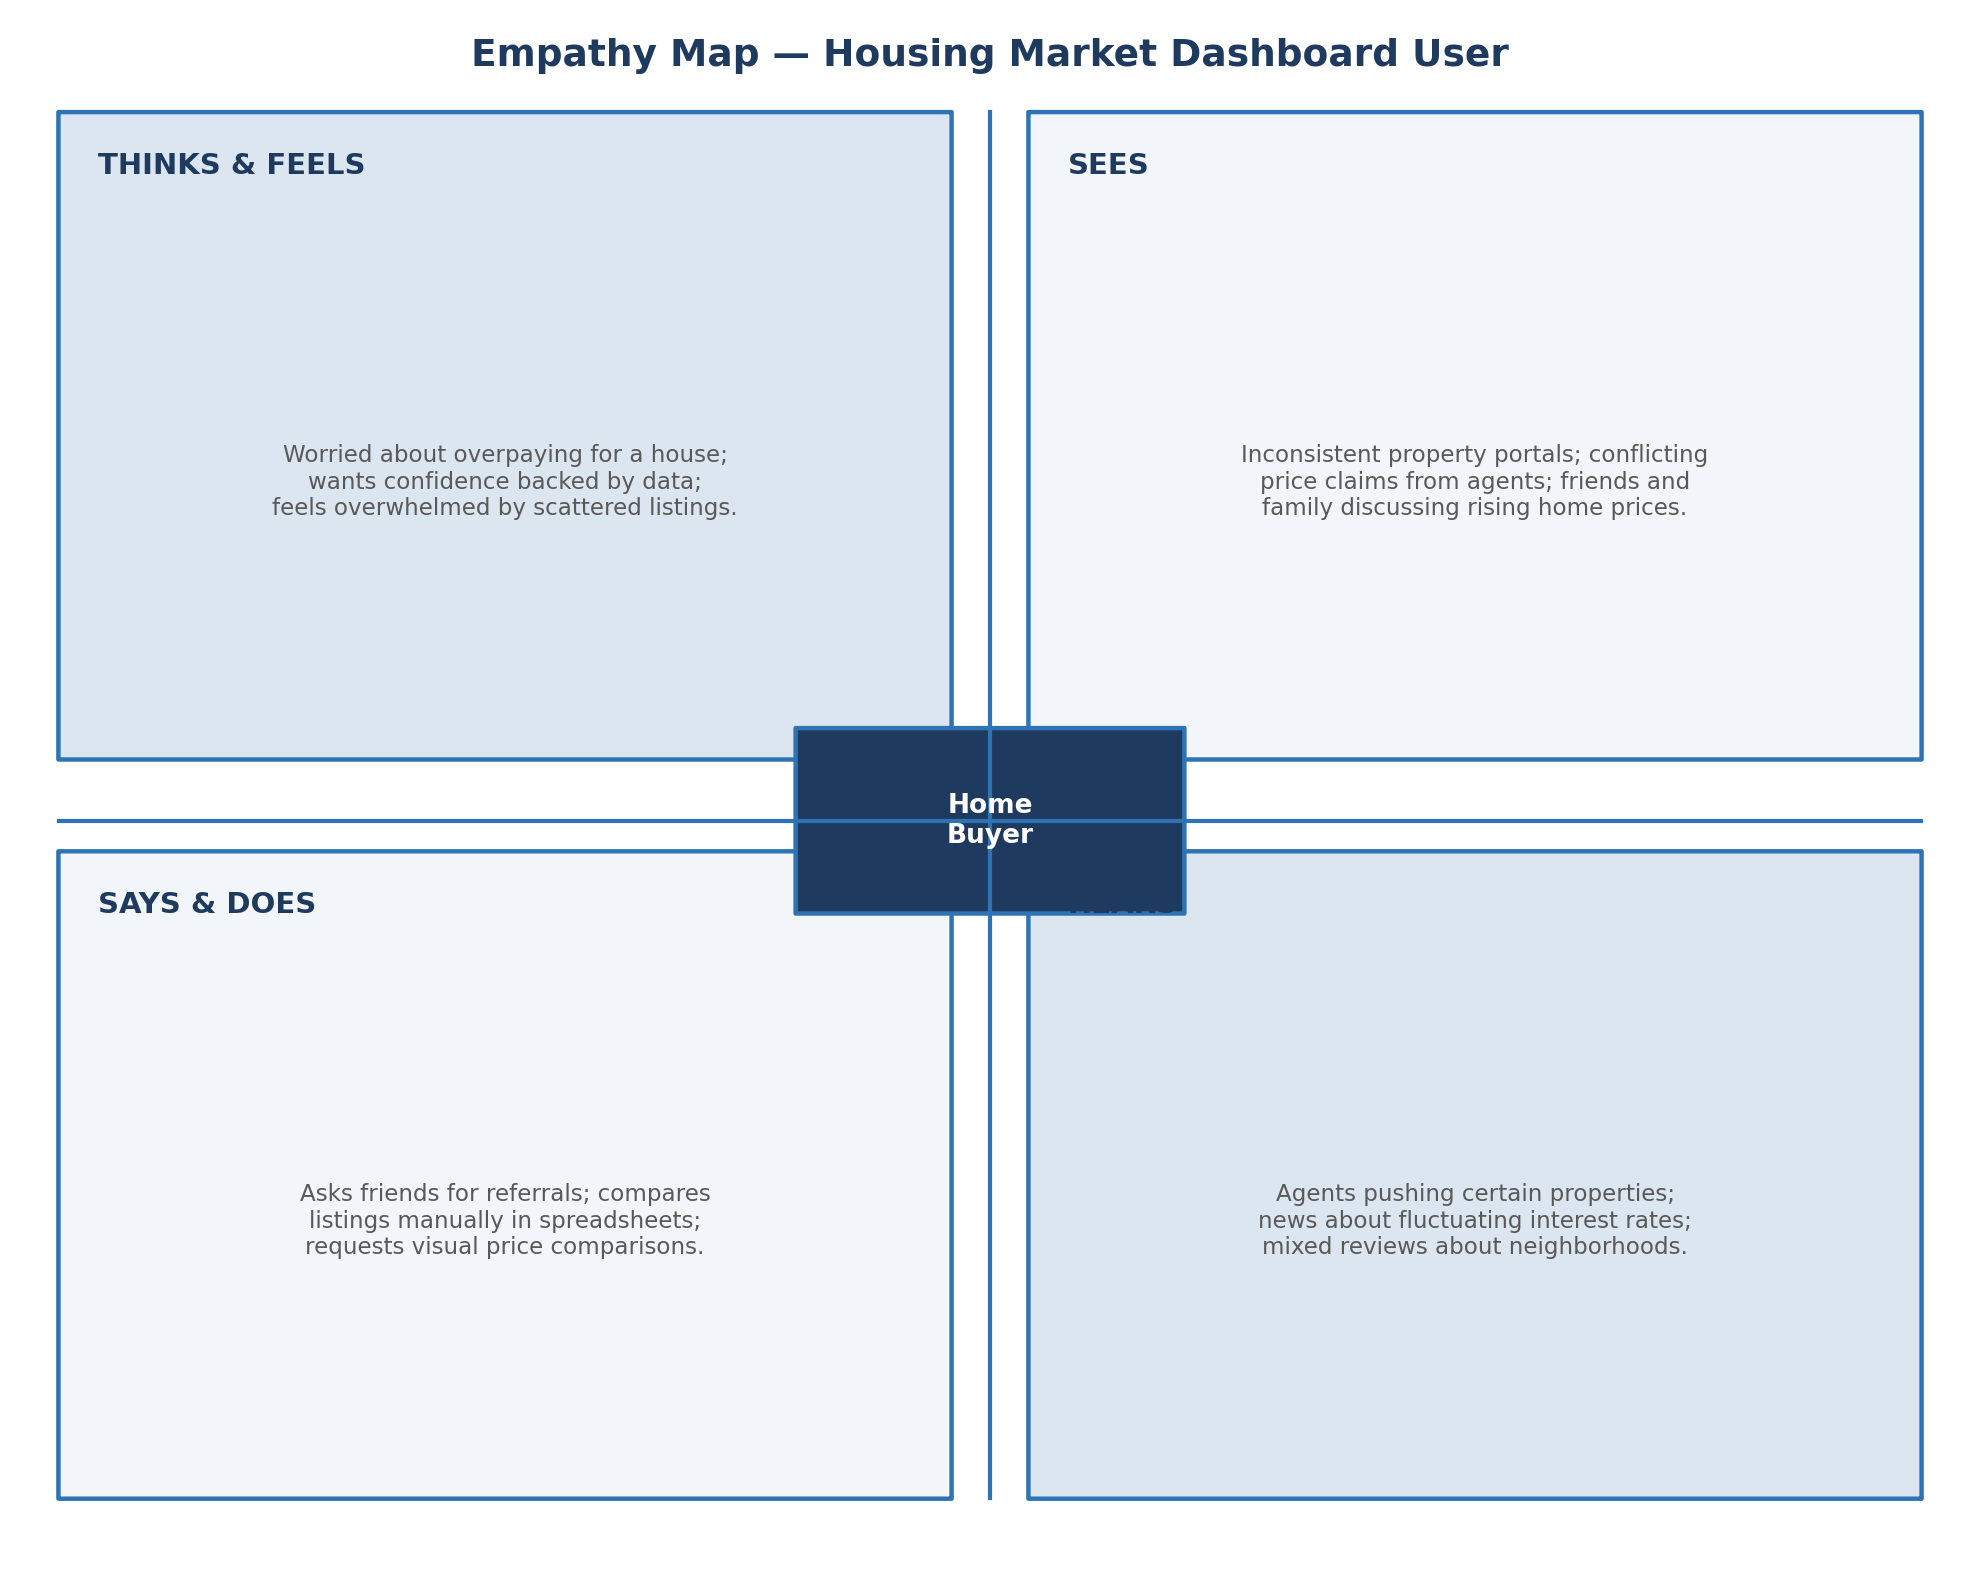 Empathy Map — Housing Market Dashboard User
THINKS & FEELS
Worried about overpaying for a house;
wants confidence backed by data;
feels overwhelmed by scattered listings.
SEES
Inconsistent property portals; conflicting
price claims from agents; friends and
family discussing rising home prices.
Home
Buyer
SAYS & DOES
Asks friends for referrals; compares
listings manually in spreadsheets;
requests visual price comparisons.
Agents pushing certain properties;
news about fluctuating interest rates;
mixed reviews about neighborhoods.